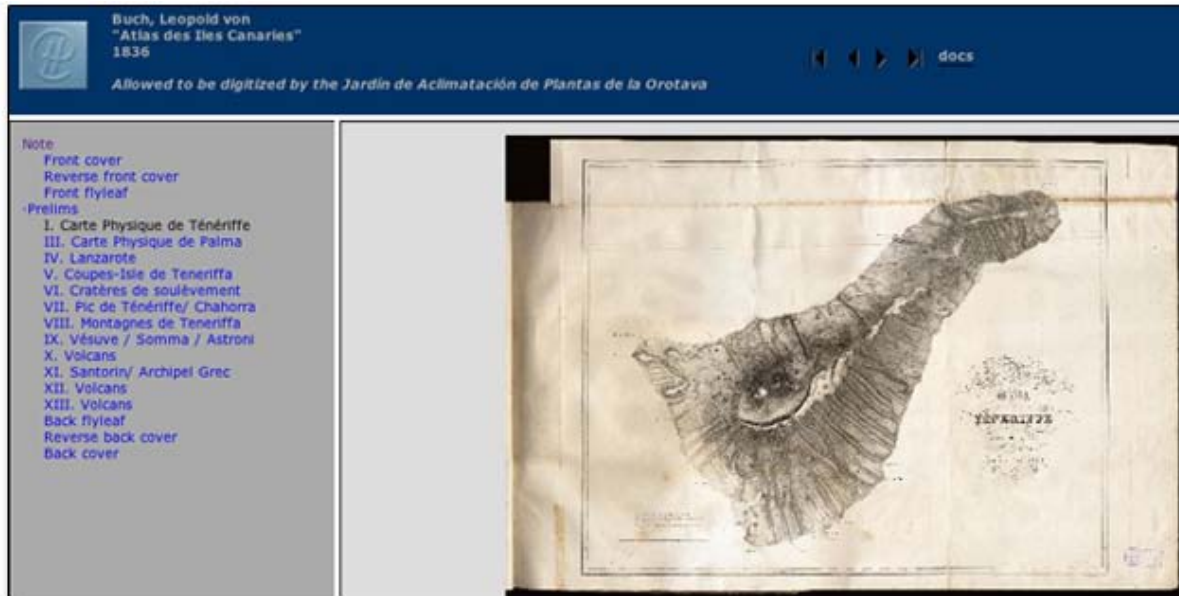 Buch, Leopold von
"Atlas des Iles Canaries"
1836
Allowed to be digitized by the Jardín de Aclimatación de Plantas de la Orotava
docs
Note
Front cover
Reverse front cover
Front flyleaf
-Prelims
I. Carte Physique de Ténériffe
III. Carte Physique de Palma
IV. Lanzarote
V. Coupes-Isle de Teneriffa
VI. Cratères de soulèvement
VII. Pic de Ténériffe/ Chahorra
VIII. Montagnes de Teneriffa
IX. Vésuve / Somma / Astroni
X. Volcans
XI. Santorin/ Archipel Grec
XII. Volcans
XIII. Volcans
Back flyleaf
Reverse back cover
Back cover
TÉNÉRIFFE